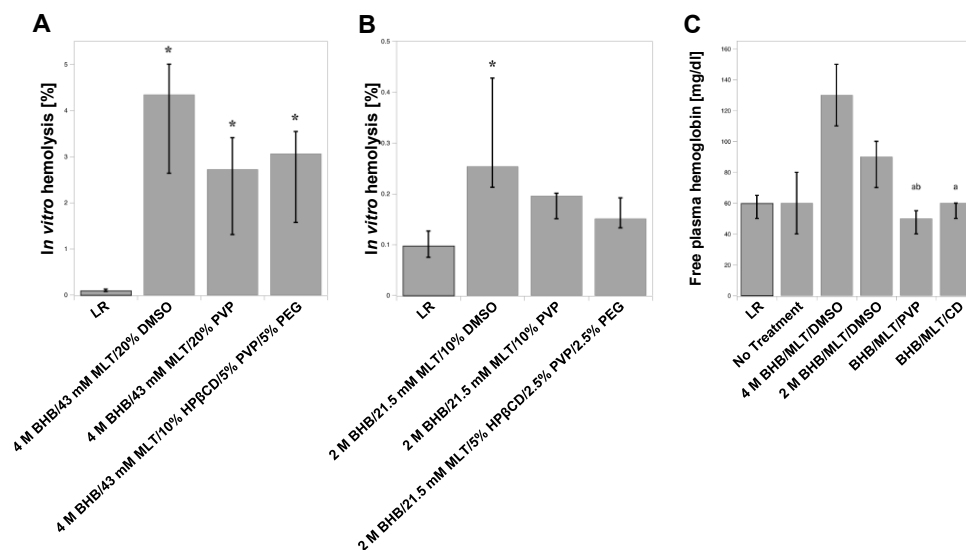 A
B
C
In vitro hemolysis [%]
5
4
3
2
1
0
*
*
*
LR
4 M BHB/43 mM MLT/20% DMSO
4 M BHB/43 mM MLT/20% PVP
4 M BHB/43 mM MLT/10% HPβCD/5% PVP/5% PEG
In vitro hemolysis [%]
0.5
0.4
0.3
0.2
0.1
0.0
*
LR
2 M BHB/21.5 mM MLT/10% DMSO
2 M BHB/21.5 mM MLT/10% PVP
2 M BHB/21.5 mM MLT/5% HPβCD/2.5% PVP/2.5% PEG
Free plasma hemoglobin [mg/dl]
160
140
120
100
80
60
40
20
0
ab
a
LR
No Treatment
4 M BHB/MLT/DMSO
2 M BHB/MLT/DMSO
BHB/MLT/PVP
BHB/MLT/CD